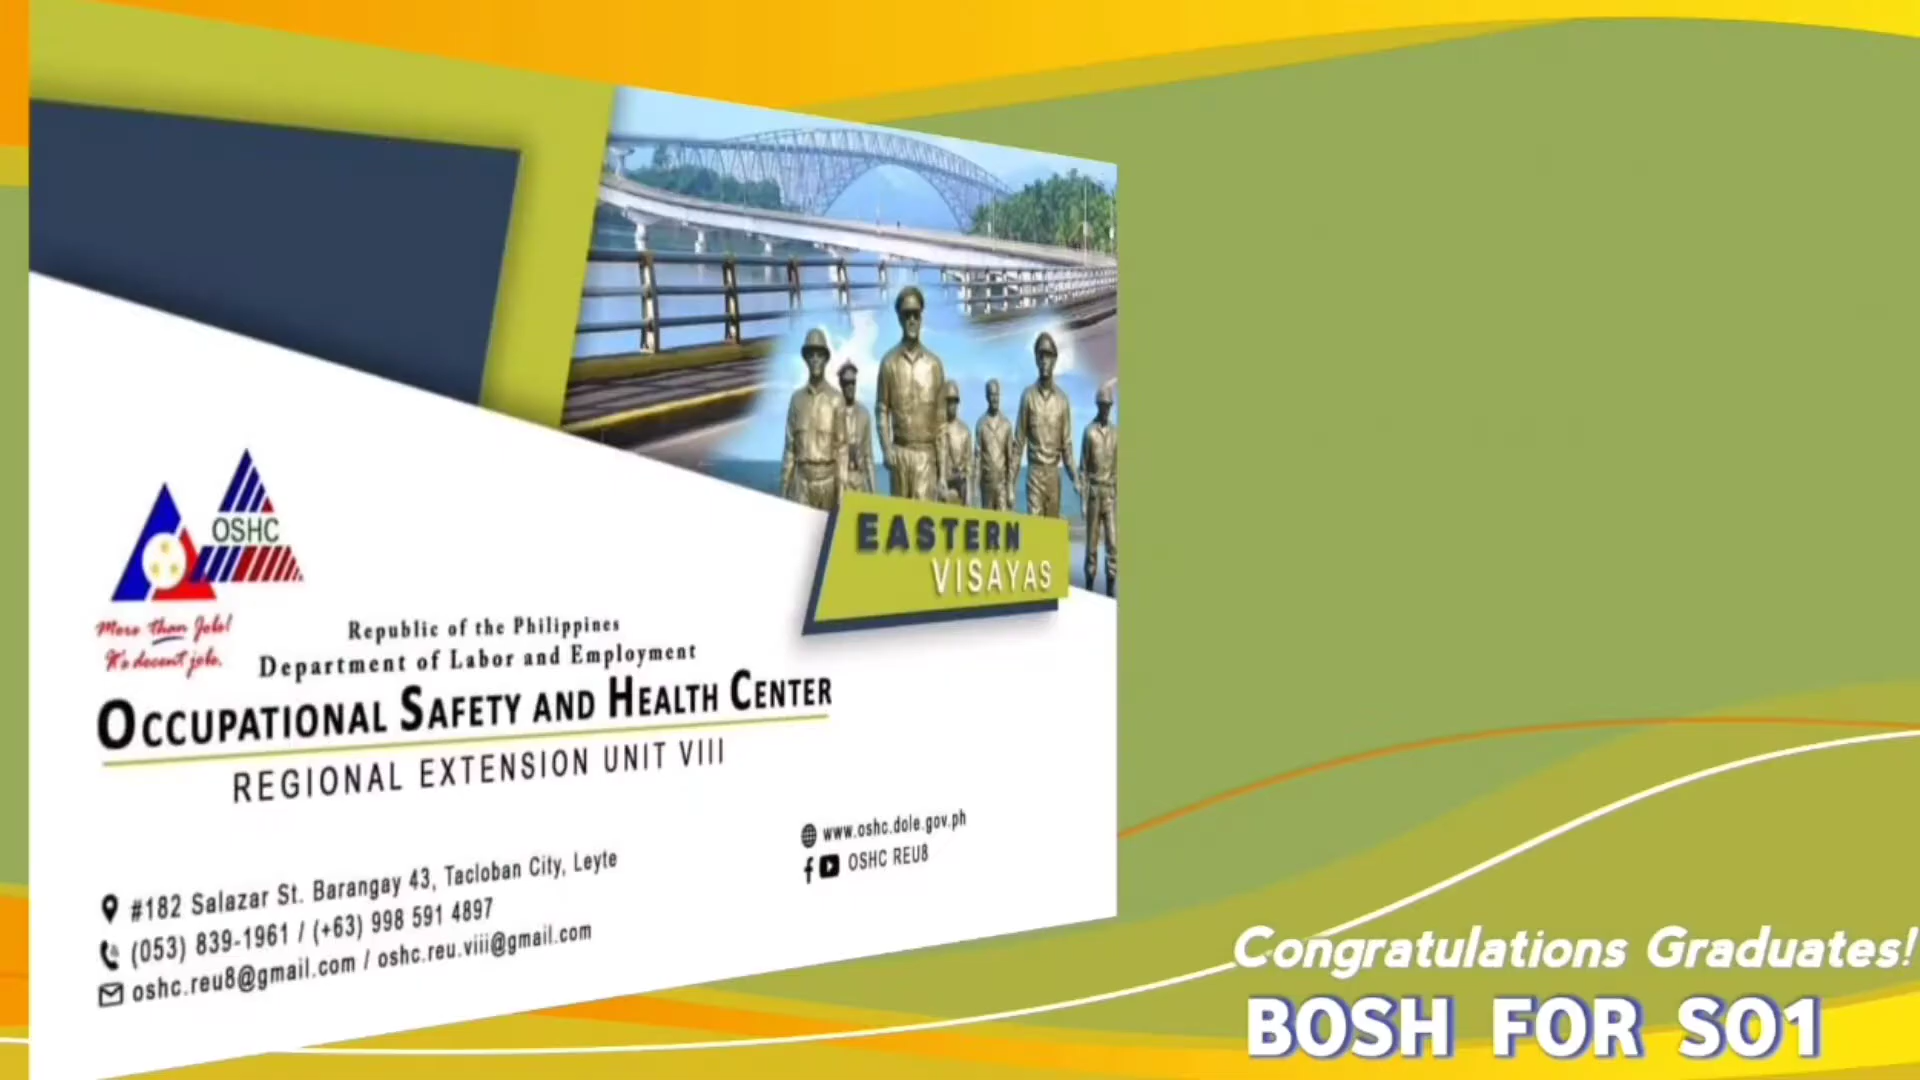 EASTERN
VISAYAS
OSHC
More than Jobs!
It's decent jobs.
Republic of the Philippines
Department of Labor and Employment
OCCUPATIONAL SAFETY AND HEALTH CENTER
REGIONAL EXTENSION UNIT VIII
#182 Salazar St. Barangay 43, Tacloban City, Leyte
(053) 839-1961 / (+63) 998 591 4897
oshc.reu8@gmail.com / oshc.reu.viii@gmail.com
www.oshc.dole.gov.ph
OSHC REU8
Congratulations Graduates!
BOSH FOR SO1